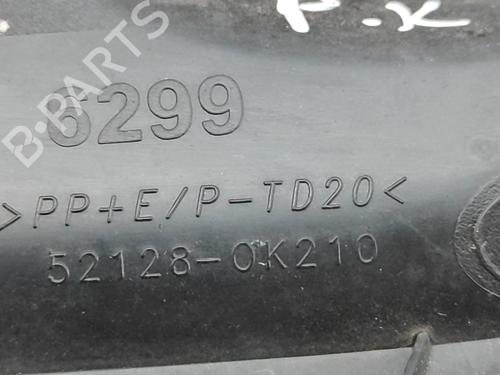 P.K
6299
>PP+E/P-TD20<
52128-0K210
B-PARTS